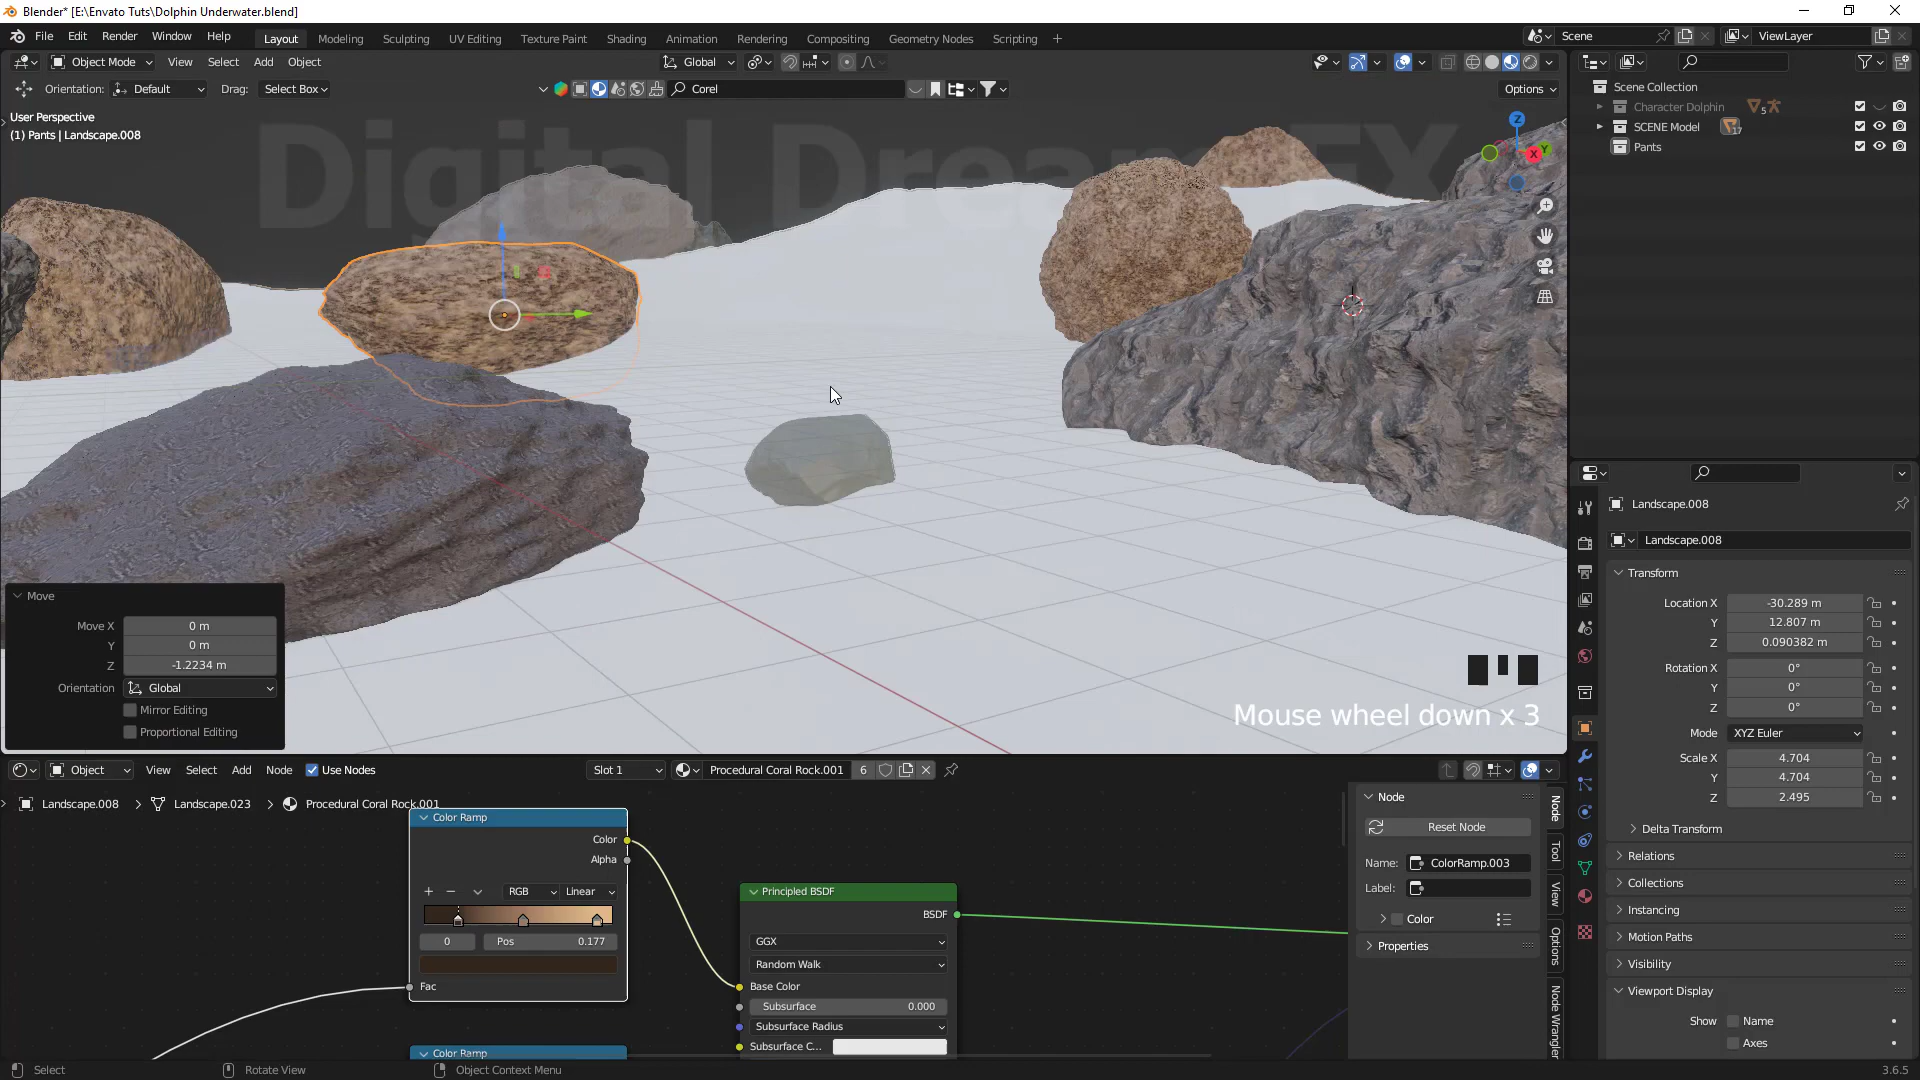 Blender* [E:\Envato Tuts\Dolphin Underwater.blend]
File Edit Render Window Help Layout Modeling Sculpting UV Editing Texture Paint Shading Animation Rendering Compositing Geometry Nodes Scripting + Scene ViewLayer
Object Mode View Select Add Object Global
Orientation: Default Drag: Select Box Corel Options
User Perspective
(1) Pants | Landscape.008
Scene Collection
Character Dolphin 5
SCENE Model 17
Pants
Digital Dream FX
Z
Y
X
Move
Move X 0 m
Y 0 m
Z -1.2234 m
Orientation Global
Mirror Editing
Proportional Editing
Mouse wheel down x 3
Landscape.008
Landscape.008
Transform
Location X -30.289 m
Y 12.807 m
Z 0.090382 m
Rotation X 0°
Y 0°
Z 0°
Mode XYZ Euler
Scale X 4.704
Y 4.704
Z 2.495
Delta Transform
Relations
Collections
Instancing
Motion Paths
Visibility
Viewport Display
Show Name
Axes
Object View Select Add Node Use Nodes Slot 1 Procedural Coral Rock.001 6
Landscape.008 > Landscape.023 > Procedural Coral Rock.001
Color Ramp
Color
Alpha
+ − RGB Linear
0 Pos 0.177
Fac
Color Ramp
Principled BSDF
BSDF
GGX
Random Walk
Base Color
Subsurface 0.000
Subsurface Radius
Subsurface C...
Node
Reset Node
Name: ColorRamp.003
Label:
Color
Properties
Node
Tool
View
Options
Node Wrangler
Select Rotate View Object Context Menu 3.6.5